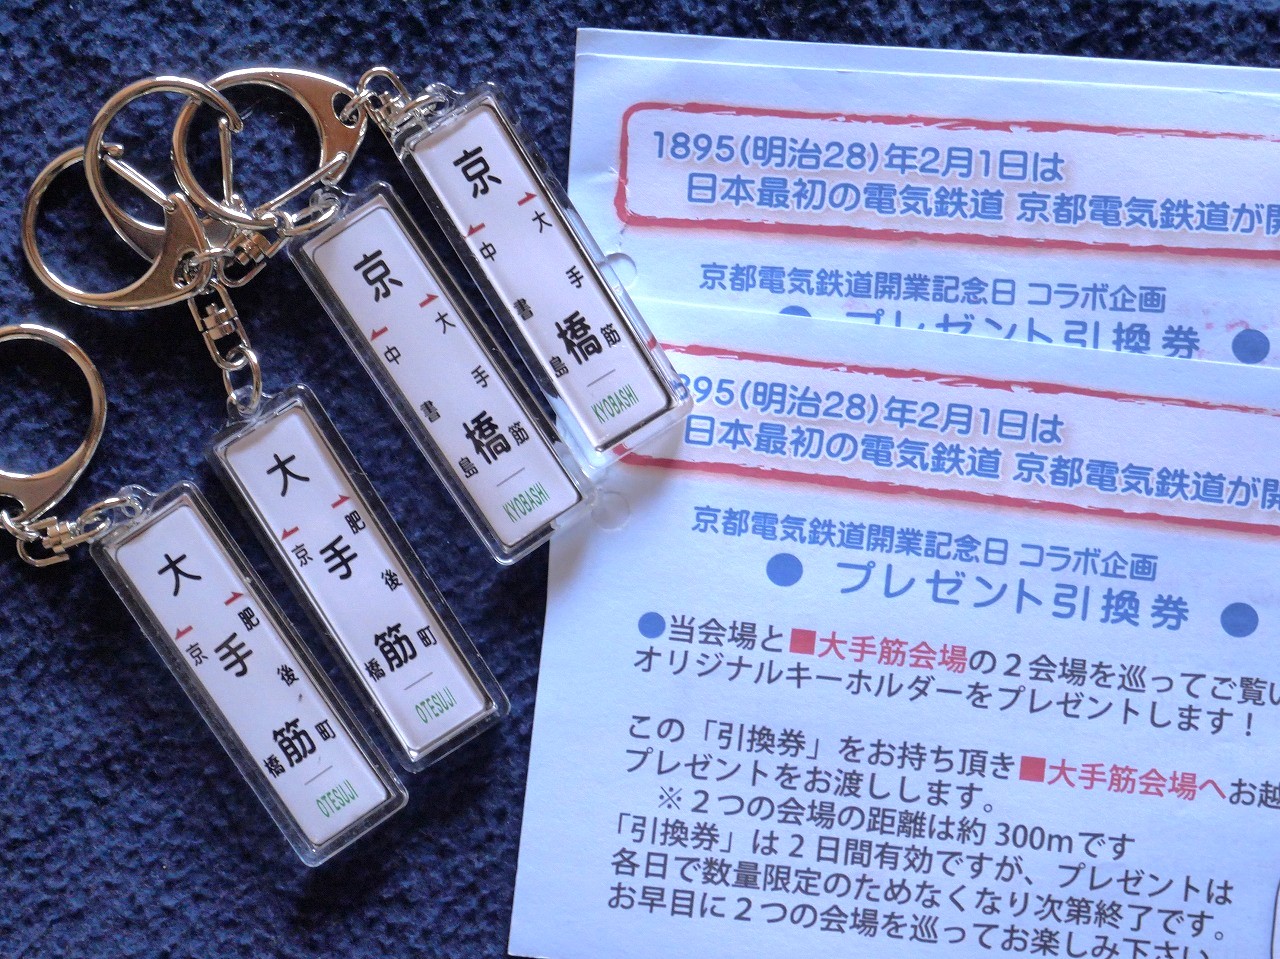 京橋
大手筋
中書島
KYOBASHI
京橋
大手筋
中書島
KYOBASHI
大手筋
肥後町
京橋
OTESUJI
大手筋
肥後町
京橋
OTESUJI
1895(明治28)年2月1日は
日本最初の電気鉄道 京都電気鉄道が開
京都電気鉄道開業記念日 コラボ企画
● プレゼント引換券 ●
895(明治28)年2月1日は
日本最初の電気鉄道 京都電気鉄道が開
京都電気鉄道開業記念日 コラボ企画
● プレゼント引換券 ●
●当会場と■大手筋会場の2会場を巡ってご覧い
オリジナルキーホルダーをプレゼントします!
この「引換券」をお持ち頂き■大手筋会場へお越
プレゼントをお渡しします。
※2つの会場の距離は約300mです
「引換券」は2日間有効ですが、プレゼントは
各日で数量限定のためなくなり次第終了です。
お早目に2つの会場を巡ってお楽しみ下さい